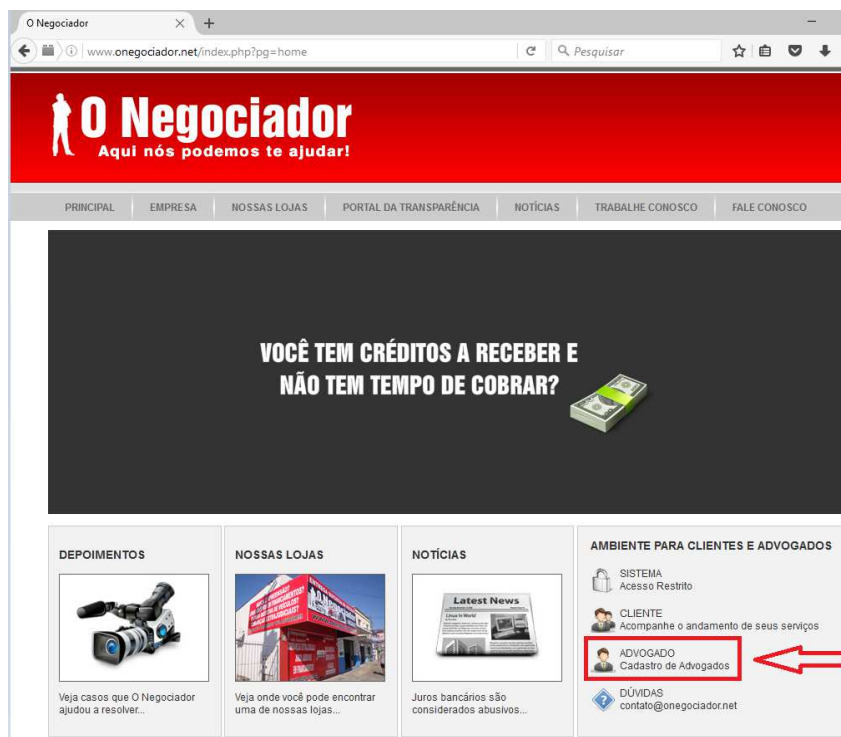 O Negociador
www.onegociador.net/index.php?pg=home
Pesquisar
O Negociador
Aqui nós podemos te ajudar!
PRINCIPAL EMPRESA NOSSAS LOJAS PORTAL DA TRANSPARÊNCIA NOTÍCIAS TRABALHE CONOSCO FALE CONOSCO
VOCÊ TEM CRÉDITOS A RECEBER E
NÃO TEM TEMPO DE COBRAR?
DEPOIMENTOS
Veja casos que O Negociador
ajudou a resolver...
NOSSAS LOJAS
Veja onde você pode encontrar
uma de nossas lojas...
NOTÍCIAS
Latest News
Juros bancários são
considerados abusivos...
AMBIENTE PARA CLIENTES E ADVOGADOS
SISTEMA
Acesso Restrito
CLIENTE
Acompanhe o andamento de seus serviços
ADVOGADO
Cadastro de Advogados
DÚVIDAS
contato@onegociador.net